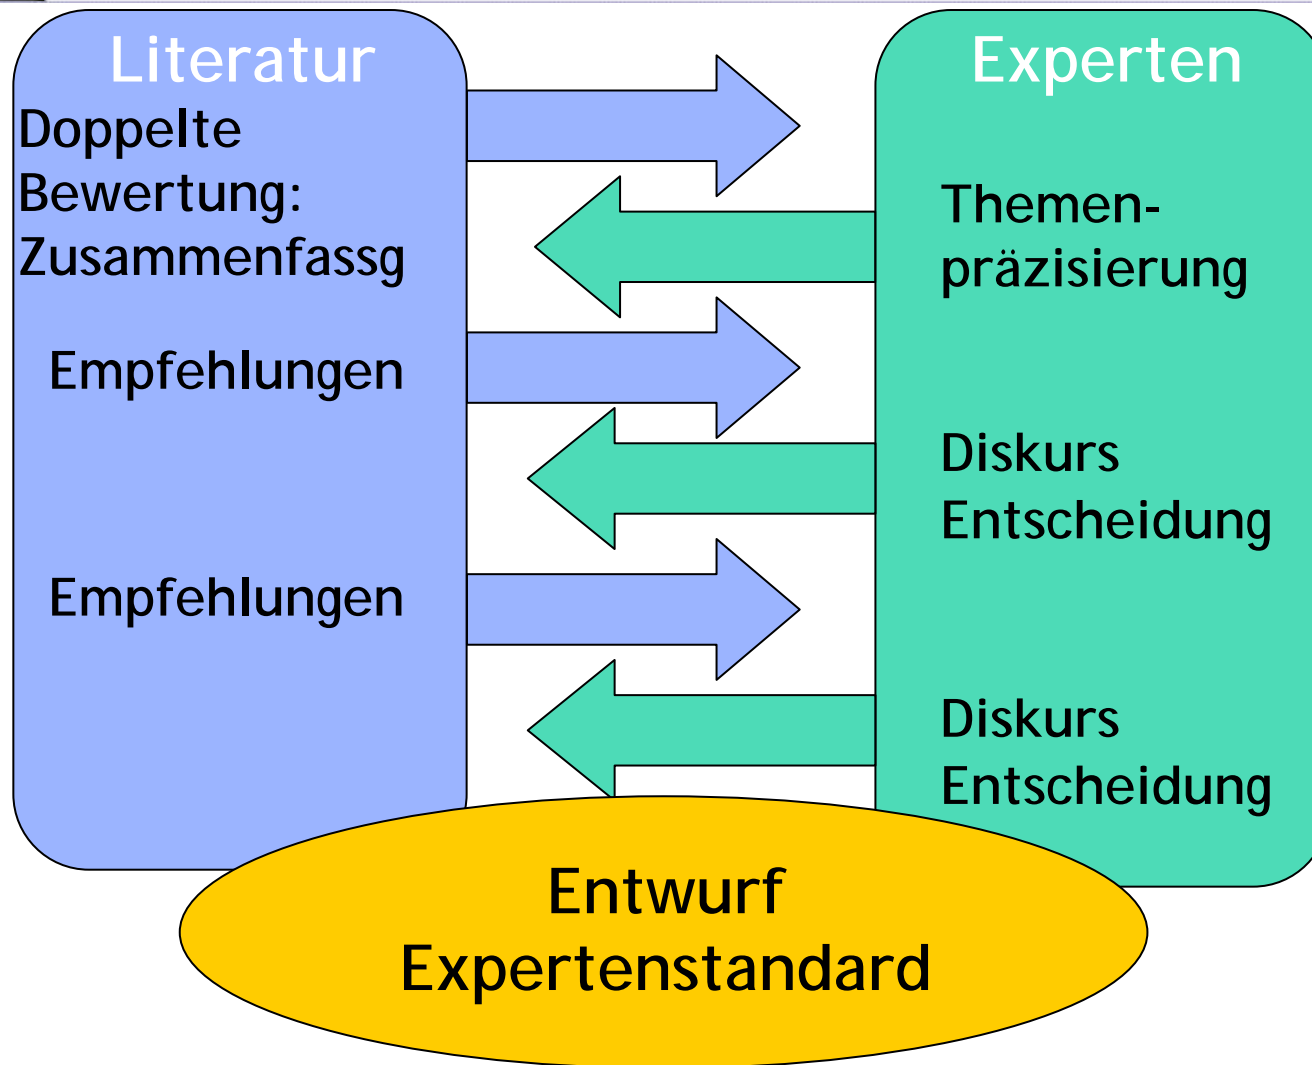 Literatur
Doppelte
Bewertung:
Zusammenfassg
Empfehlungen
Empfehlungen
Experten
Themen-
präzisierung
Diskurs
Entscheidung
Diskurs
Entscheidung
Entwurf
Expertenstandard